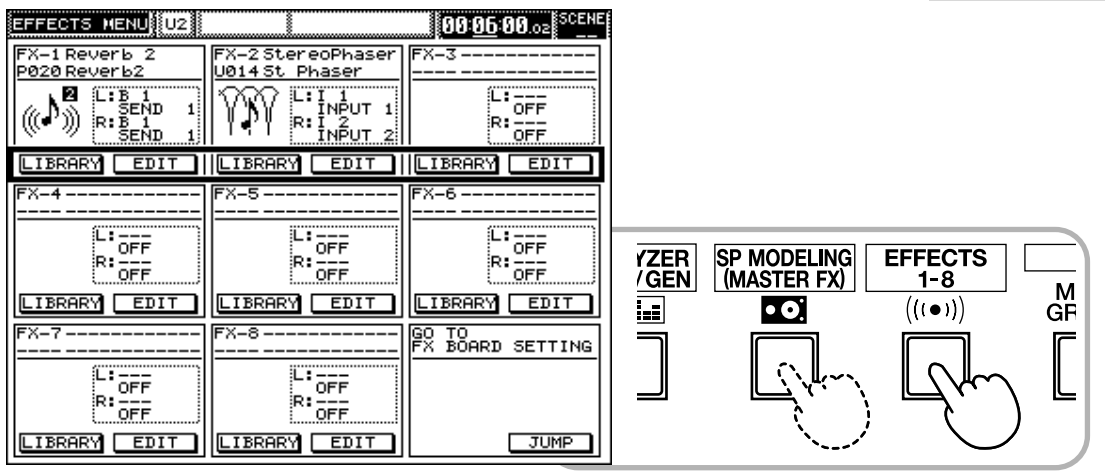 EFFECTS MENU U2 00:06:00.02 SCENE --
FX-1 Reverb 2
P020 Reverb2
2
L:B 1
SEND 1
R:B 1
SEND 1
LIBRARY EDIT
FX-2 StereoPhaser
U014 St Phaser
L:I 1
INPUT 1
R:I 2
INPUT 2
LIBRARY EDIT
FX-3 ------------
---- ------------
L:---
OFF
R:---
OFF
LIBRARY EDIT
FX-4 ------------
---- ------------
L:---
OFF
R:---
OFF
LIBRARY EDIT
FX-5 ------------
---- ------------
L:---
OFF
R:---
OFF
LIBRARY EDIT
FX-6 ------------
---- ------------
L:---
OFF
R:---
OFF
LIBRARY EDIT
FX-7 ------------
---- ------------
L:---
OFF
R:---
OFF
LIBRARY EDIT
FX-8 ------------
---- ------------
L:---
OFF
R:---
OFF
LIBRARY EDIT
GO TO
FX BOARD SETTING
JUMP
YZER
/GEN
SP MODELING
(MASTER FX)
EFFECTS
1-8
M
GR